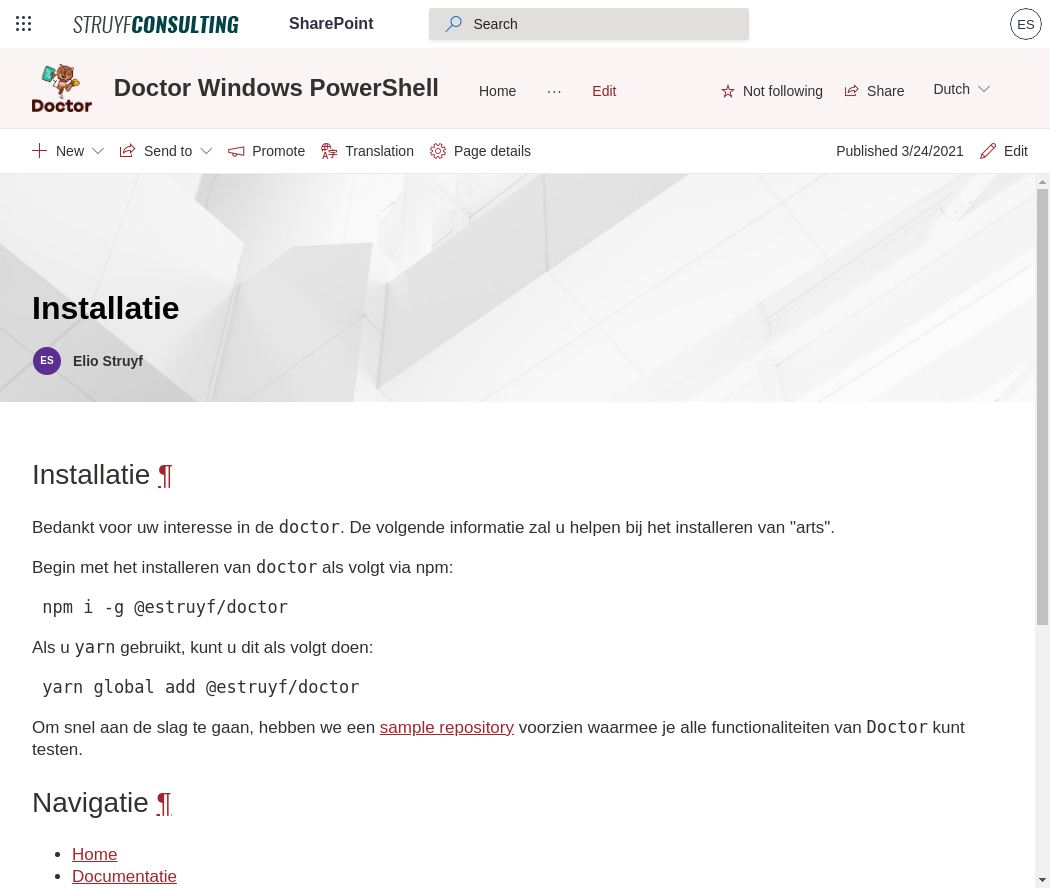 STRUYFCONSULTING
SharePoint
Search
ES
Doctor
Doctor Windows PowerShell
Home
···
Edit
Not following
Share
Dutch
New
Send to
Promote
Translation
Page details
Published 3/24/2021
Edit
Installatie
ES
Elio Struyf
Installatie ¶
Bedankt voor uw interesse in de doctor. De volgende informatie zal u helpen bij het installeren van "arts".
Begin met het installeren van doctor als volgt via npm:
npm i -g @estruyf/doctor
Als u yarn gebruikt, kunt u dit als volgt doen:
yarn global add @estruyf/doctor
Om snel aan de slag te gaan, hebben we een sample repository voorzien waarmee je alle functionaliteiten van Doctor kunt
testen.
Navigatie ¶
Home
Documentatie